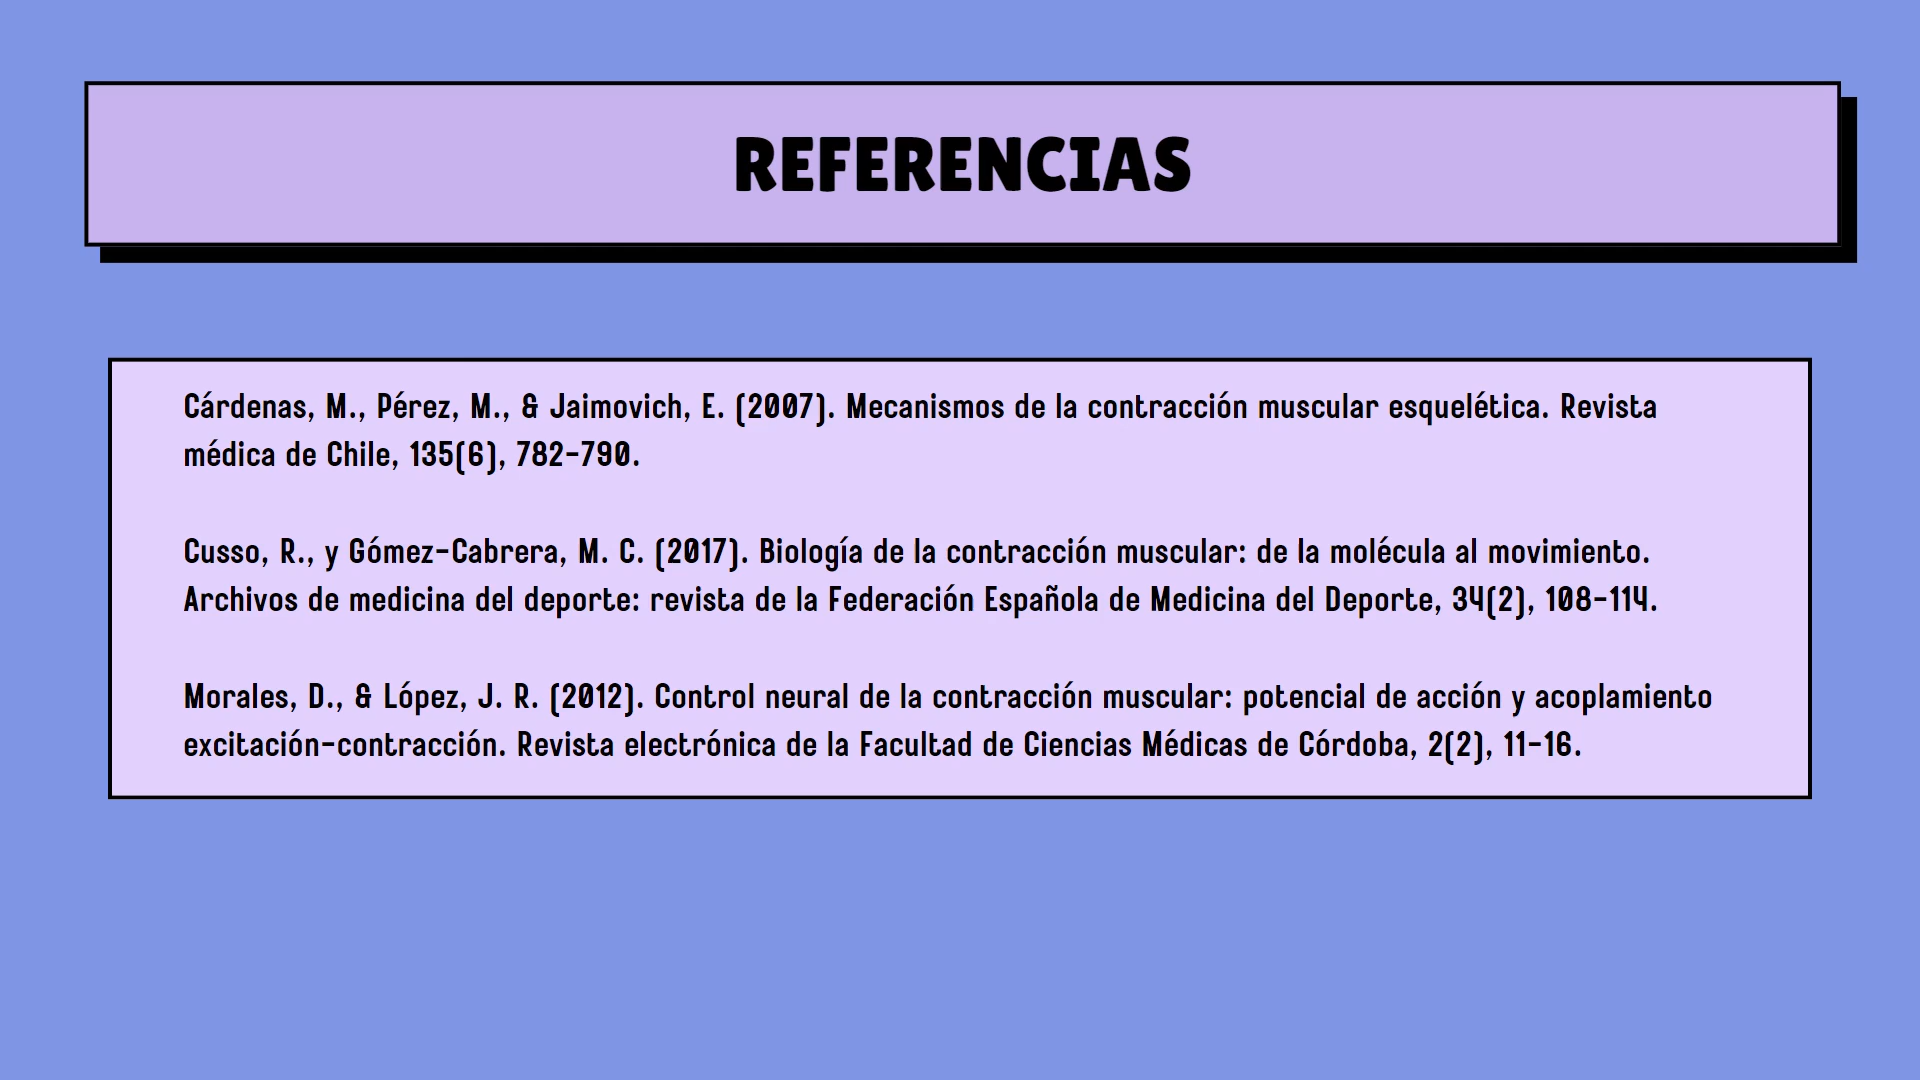 REFERENCIAS
Cárdenas, M., Pérez, M., & Jaimovich, E. (2007). Mecanismos de la contracción muscular esquelética. Revista
médica de Chile, 135(6), 782-790.
Cusso, R., y Gómez-Cabrera, M. C. (2017). Biología de la contracción muscular: de la molécula al movimiento.
Archivos de medicina del deporte: revista de la Federación Española de Medicina del Deporte, 34(2), 108-114.
Morales, D., & López, J. R. (2012). Control neural de la contracción muscular: potencial de acción y acoplamiento
excitación-contracción. Revista electrónica de la Facultad de Ciencias Médicas de Córdoba, 2(2), 11-16.